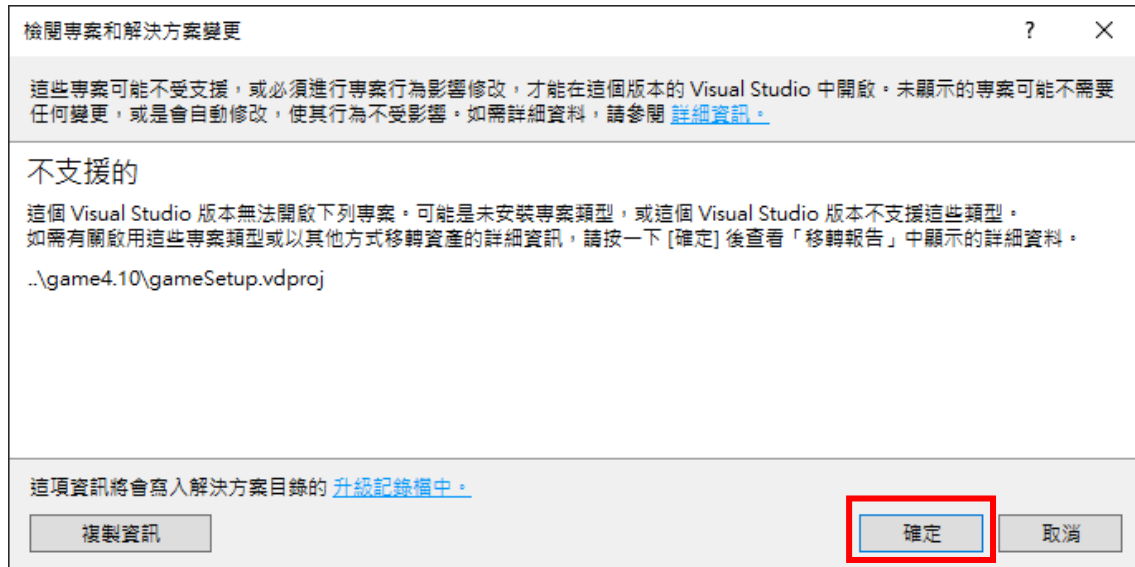 檢閱專案和解決方案變更
?
這些專案可能不受支援，或必須進行專案行為影響修改，才能在這個版本的 Visual Studio 中開啟。未顯示的專案可能不需要
任何變更，或是會自動修改，使其行為不受影響。如需詳細資料，請參閱 詳細資訊。
不支援的
這個 Visual Studio 版本無法開啟下列專案。可能是未安裝專案類型，或這個 Visual Studio 版本不支援這些類型。
如需有關啟用這些專案類型或以其他方式移轉資產的詳細資訊，請按一下 [確定] 後查看「移轉報告」中顯示的詳細資料。
..\game4.10\gameSetup.vdproj
這項資訊將會寫入解決方案目錄的 升級記錄檔中。
複製資訊
確定
取消